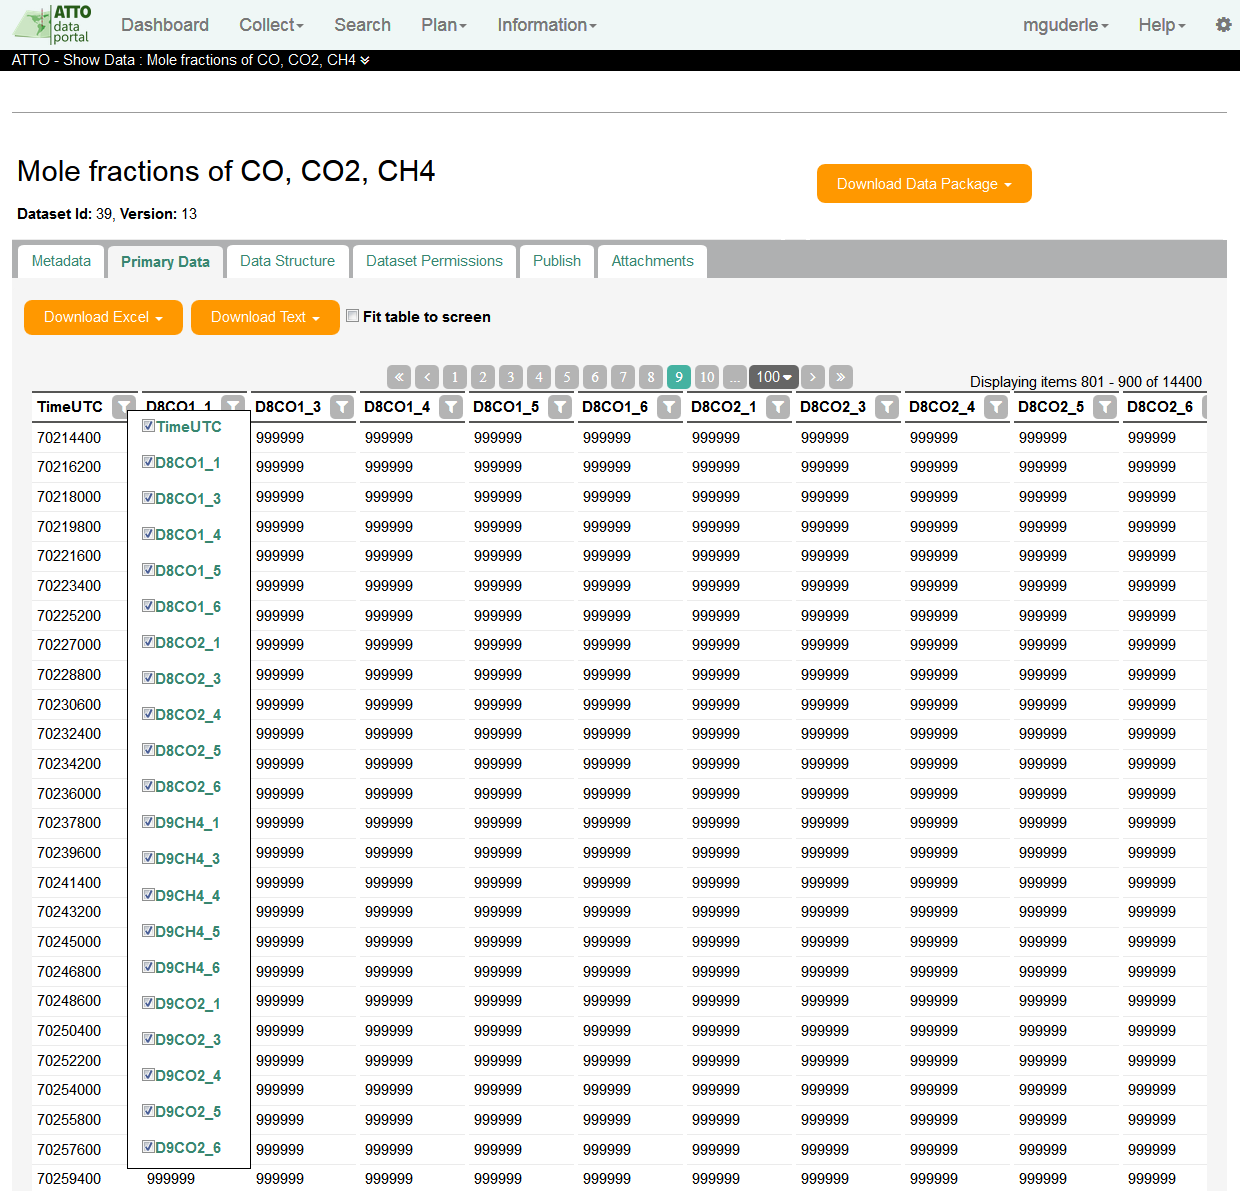 ATTO
data
portal
Dashboard Collect Search Plan Information mguderle Help
ATTO - Show Data : Mole fractions of CO, CO2, CH4
Mole fractions of CO, CO2, CH4
Download Data Package
Dataset Id: 39, Version: 13
Metadata Primary Data Data Structure Dataset Permissions Publish Attachments
Download Excel Download Text Fit table to screen
« < 1 2 3 4 5 6 7 8 9 10 ... 100 > »
Displaying items 801 - 900 of 14400
TimeUTC D8CO1_1 D8CO1_3 D8CO1_4 D8CO1_5 D8CO1_6 D8CO2_1 D8CO2_3 D8CO2_4 D8CO2_5 D8CO2_6
TimeUTC
D8CO1_1
D8CO1_3
D8CO1_4
D8CO1_5
D8CO1_6
D8CO2_1
D8CO2_3
D8CO2_4
D8CO2_5
D8CO2_6
D9CH4_1
D9CH4_3
D9CH4_4
D9CH4_5
D9CH4_6
D9CO2_1
D9CO2_3
D9CO2_4
D9CO2_5
D9CO2_6
70214400 999999 999999 999999 999999 999999 999999 999999 999999 999999
70216200 999999 999999 999999 999999 999999 999999 999999 999999 999999
70218000 999999 999999 999999 999999 999999 999999 999999 999999 999999
70219800 999999 999999 999999 999999 999999 999999 999999 999999 999999
70221600 999999 999999 999999 999999 999999 999999 999999 999999 999999
70223400 999999 999999 999999 999999 999999 999999 999999 999999 999999
70225200 999999 999999 999999 999999 999999 999999 999999 999999 999999
70227000 999999 999999 999999 999999 999999 999999 999999 999999 999999
70228800 999999 999999 999999 999999 999999 999999 999999 999999 999999
70230600 999999 999999 999999 999999 999999 999999 999999 999999 999999
70232400 999999 999999 999999 999999 999999 999999 999999 999999 999999
70234200 999999 999999 999999 999999 999999 999999 999999 999999 999999
70236000 999999 999999 999999 999999 999999 999999 999999 999999 999999
70237800 999999 999999 999999 999999 999999 999999 999999 999999 999999
70239600 999999 999999 999999 999999 999999 999999 999999 999999 999999
70241400 999999 999999 999999 999999 999999 999999 999999 999999 999999
70243200 999999 999999 999999 999999 999999 999999 999999 999999 999999
70245000 999999 999999 999999 999999 999999 999999 999999 999999 999999
70246800 999999 999999 999999 999999 999999 999999 999999 999999 999999
70248600 999999 999999 999999 999999 999999 999999 999999 999999 999999
70250400 999999 999999 999999 999999 999999 999999 999999 999999 999999
70252200 999999 999999 999999 999999 999999 999999 999999 999999 999999
70254000 999999 999999 999999 999999 999999 999999 999999 999999 999999
70255800 999999 999999 999999 999999 999999 999999 999999 999999 999999
70257600 999999 999999 999999 999999 999999 999999 999999 999999 999999
70259400 999999 999999 999999 999999 999999 999999 999999 999999 999999 999999